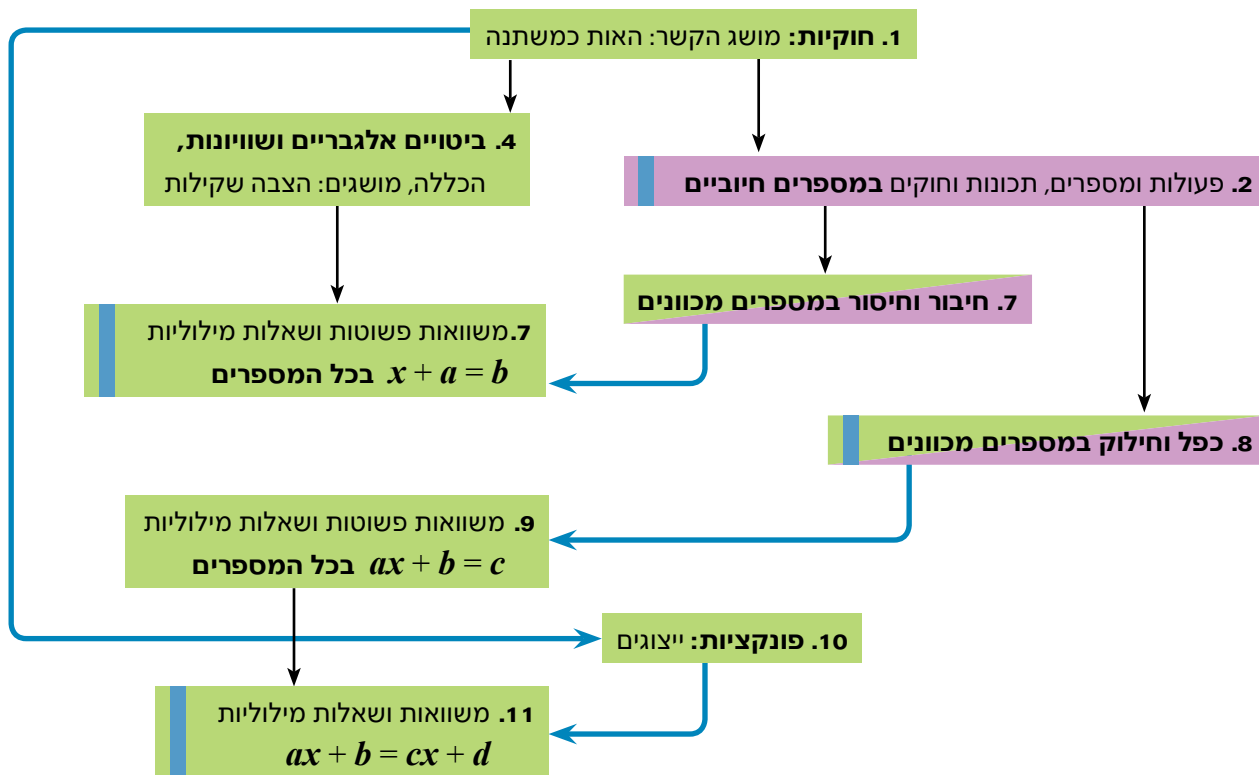 1. חוקיות: מושג הקשר: האות כמשתנה
4. ביטויים אלגבריים ושוויונות,
הכללה, מושגים: הצבה שקילות
2. פעולות ומספרים, תכונות וחוקים במספרים חיוביים
7. חיבור וחיסור במספרים מכוונים
7.משוואות פשוטות ושאלות מילוליות
x + a = b בכל המספרים
8. כפל וחילוק במספרים מכוונים
9. משוואות פשוטות ושאלות מילוליות
ax + b = c בכל המספרים
10. פונקציות: ייצוגים
11. משוואות ושאלות מילוליות
ax + b = cx + d